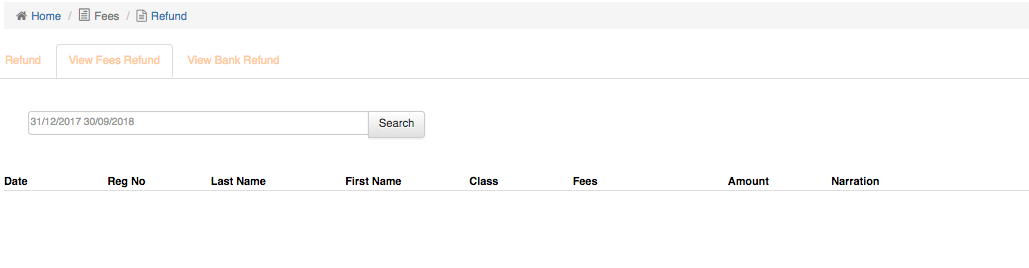 Home / Fees / Refund
Refund View Fees Refund View Bank Refund
31/12/2017 30/09/2018 Search
Date Reg No Last Name First Name Class Fees Amount Narration